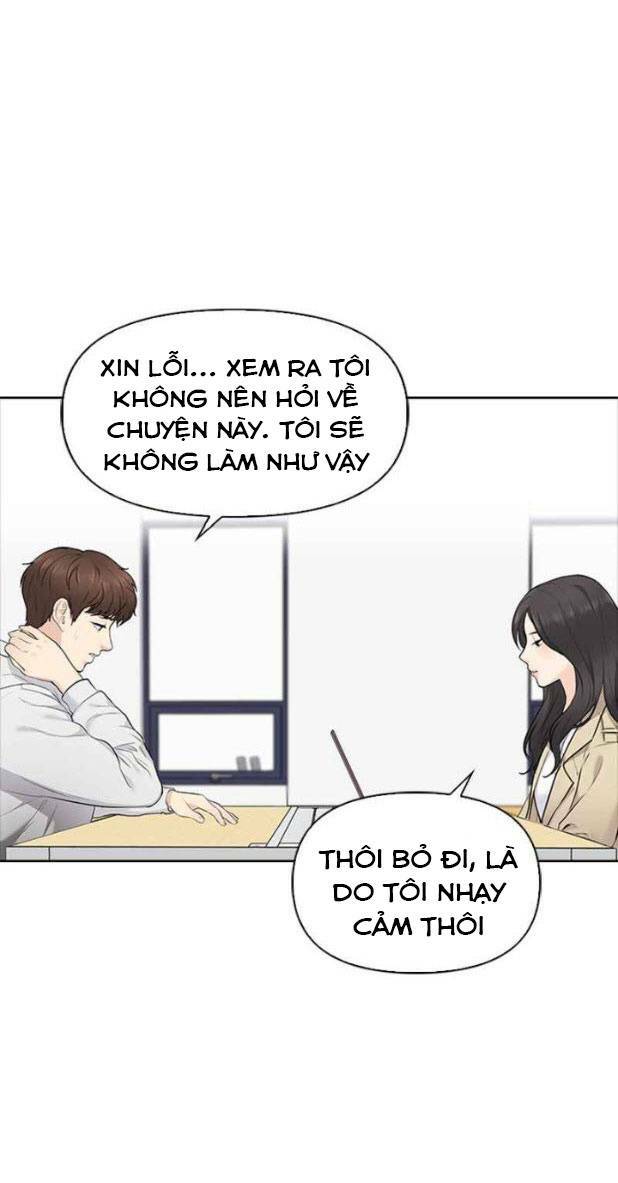 XIN LỖI... XEM RA TÔI
KHÔNG NÊN HỎI VỀ
CHUYỆN NÀY. TÔI SẼ
KHÔNG LÀM NHƯ VẬY
THÔI BỎ ĐI, LÀ
DO TÔI NHẠY
CẢM THÔI